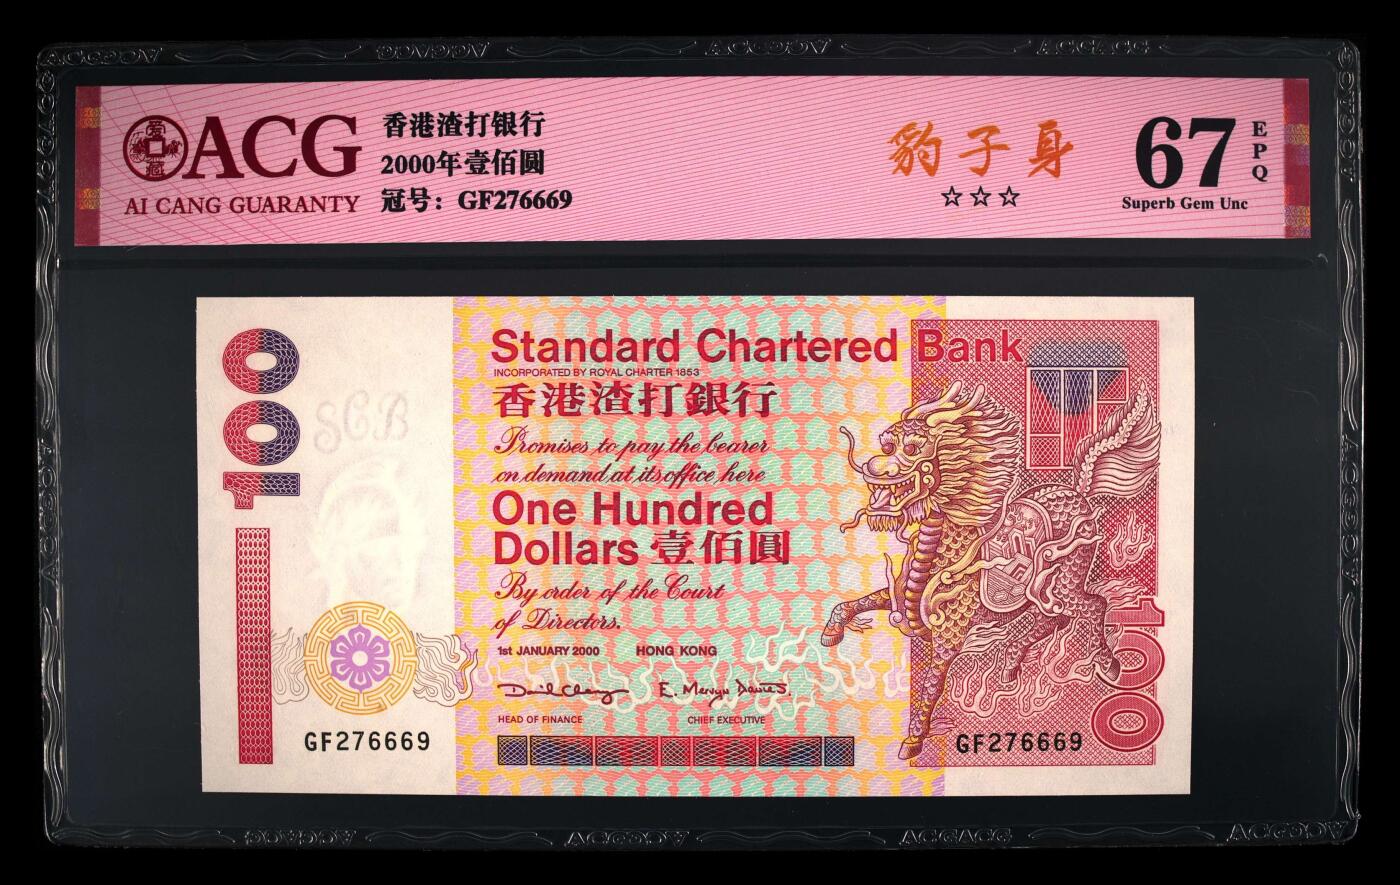 ACGACG
ACG
AI CANG GUARANTY
香港渣打银行
2000年壹佰圆
冠号：GF276669
豹子身
☆☆☆
67
EPQ
Superb Gem Unc
100
SCB
Standard Chartered Bank
INCORPORATED BY ROYAL CHARTER 1853
香港渣打銀行
Promises to pay the bearer
on demand at its office here
One Hundred
Dollars 壹佰圓
By order of the Court
of Directors.
1st JANUARY 2000 HONG KONG
HEAD OF FINANCE CHIEF EXECUTIVE
GF276669
GF276669
100
ACGACG